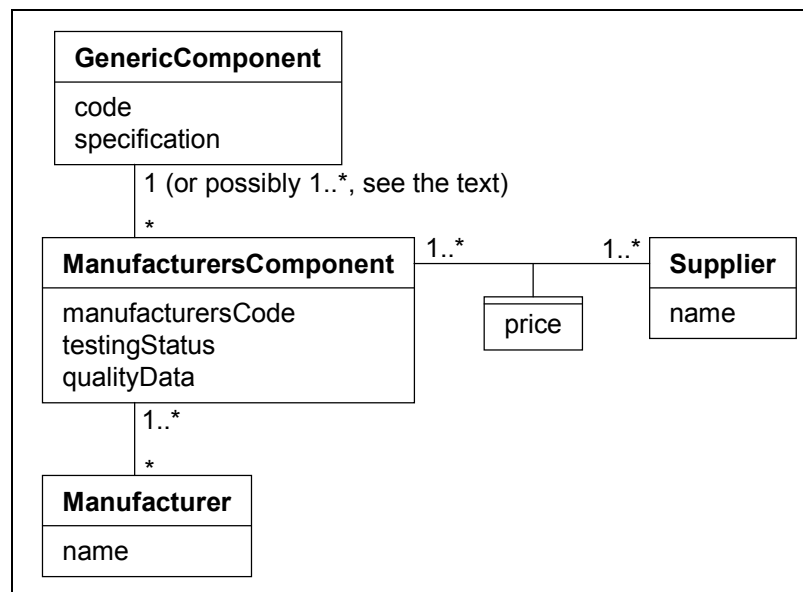 GenericComponent
code
specification
1 (or possibly 1..*, see the text)
*
ManufacturersComponent
manufacturersCode
testingStatus
qualityData
1..*
1..*
price
Supplier
name
1..*
*
Manufacturer
name